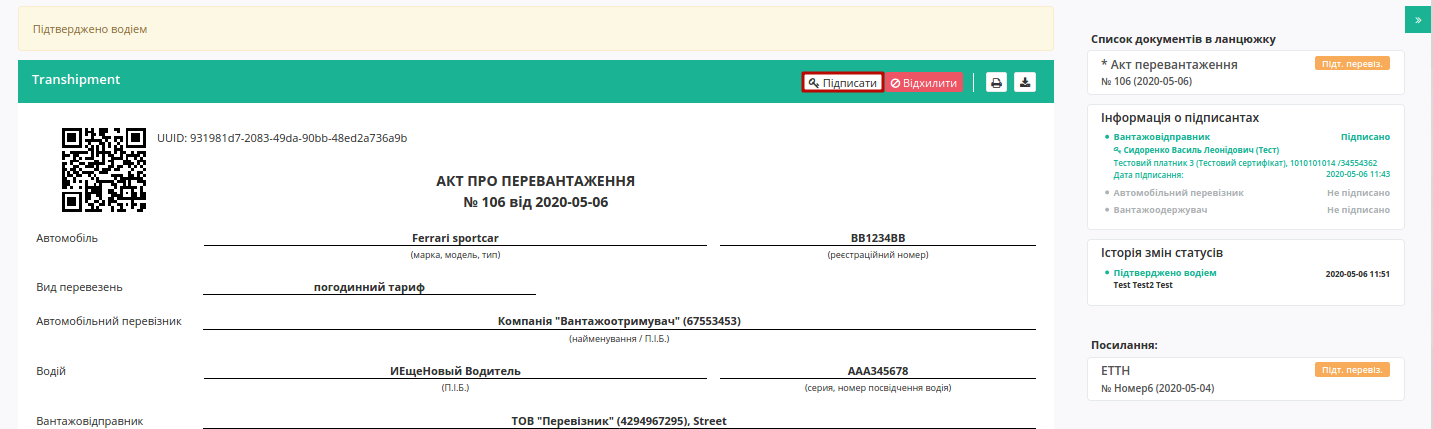 Підтверджено водієм
Transhipment
Підписати
Відхилити
UUID: 931981d7-2083-49da-90bb-48ed2a736a9b
АКТ ПРО ПЕРЕВАНТАЖЕННЯ
№ 106 від 2020-05-06
Автомобіль Ferrari sportcar BB1234BB
(марка, модель, тип) (реєстраційний номер)
Вид перевезень погодинний тариф
Автомобільний перевізник Компанія "Вантажоотримувач" (67553453)
(найменування / П.І.Б.)
Водій ИЕщеНовый Водитель AAA345678
(П.І.Б.) (серия, номер посвідчення водія)
Вантажовідправник ТОВ "Перевізник" (4294967295), Street
»
Список документів в ланцюжку
* Акт перевантаження Підт. перевіз.
№ 106 (2020-05-06)
Інформація о підписантах
Вантажовідправник Підписано
Сидоренко Василь Леонідович (Тест)
Тестовий платник 3 (Тестовий сертифікат), 1010101014 /34554362
Дата підписання: 2020-05-06 11:43
Автомобільний перевізник Не підписано
Вантажоодержувач Не підписано
Історія змін статусів
Підтверджено водієм 2020-05-06 11:51
Test Test2 Test
Посилання:
ЕТТН Підт. перевіз.
№ Номер6 (2020-05-04)